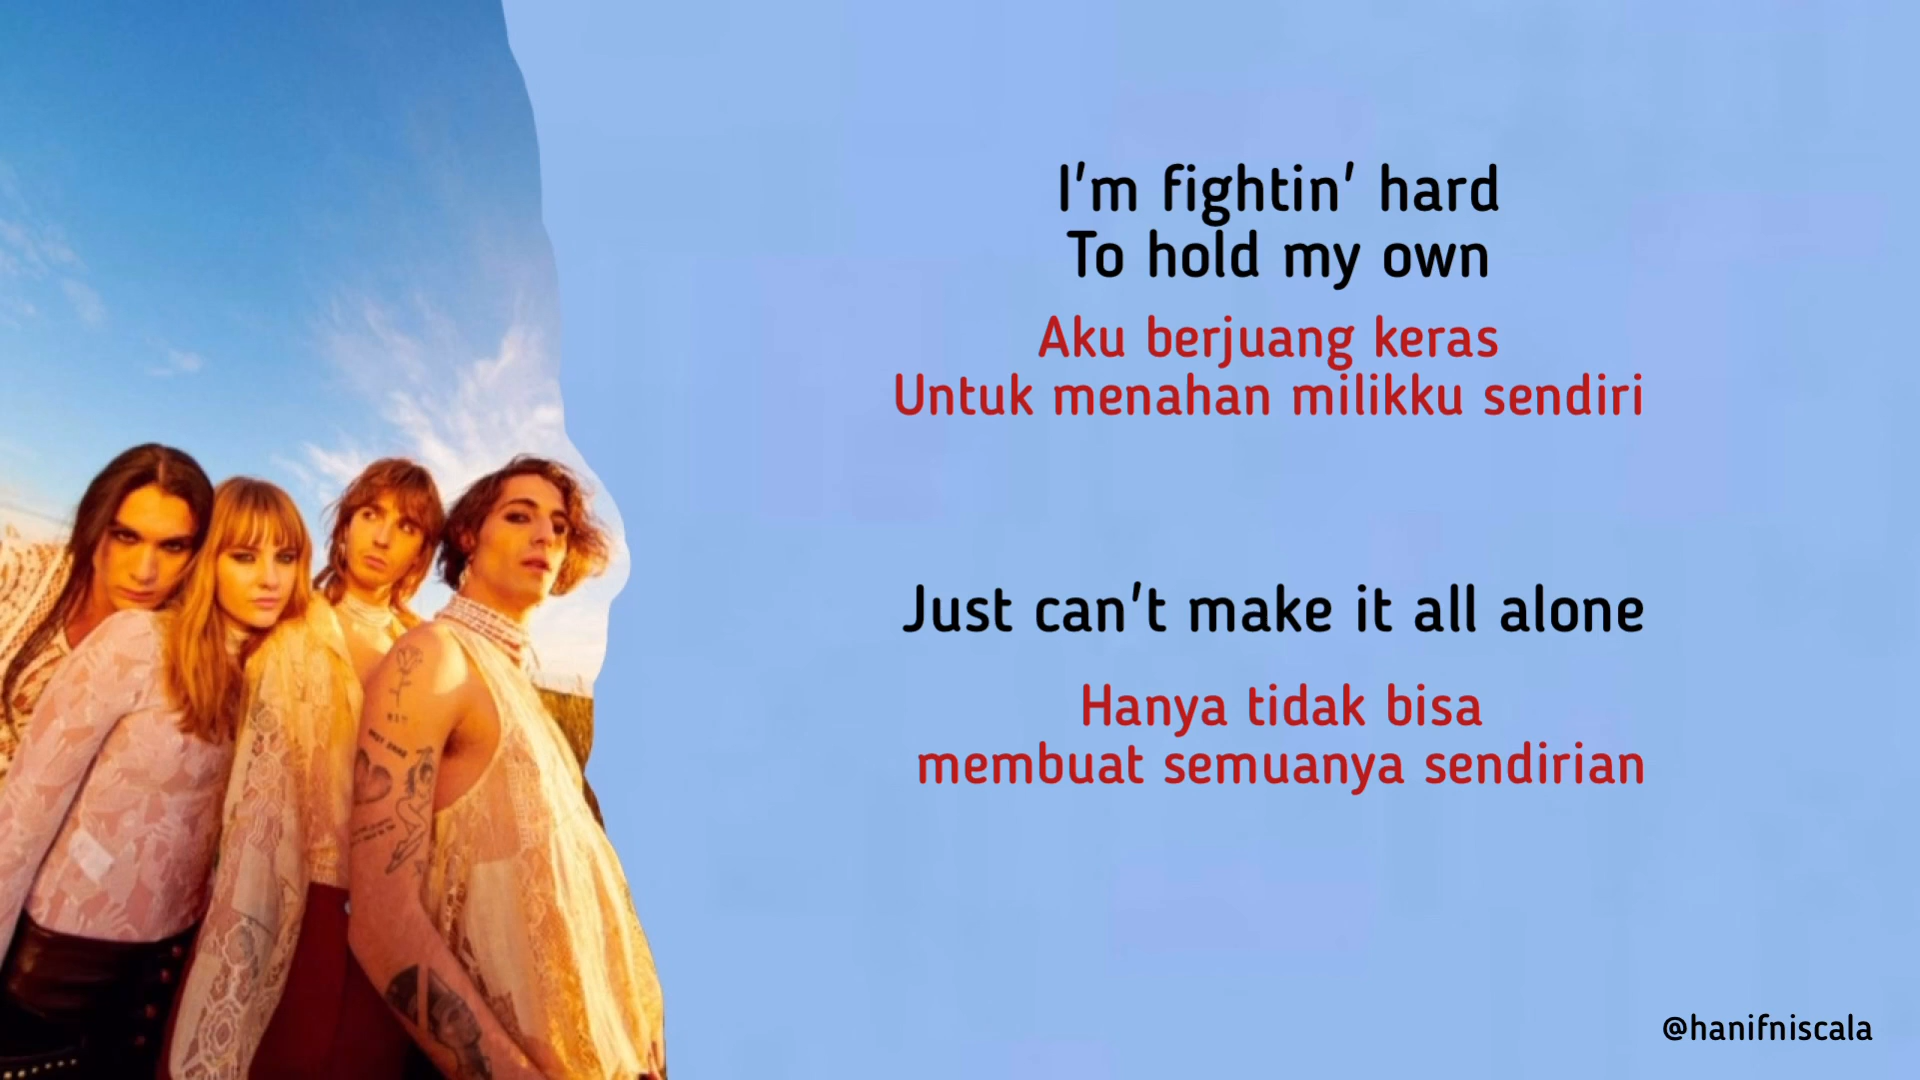 I'm fightin' hard
To hold my own
Aku berjuang keras
Untuk menahan milikku sendiri
Just can't make it all alone
Hanya tidak bisa
membuat semuanya sendirian
@hanifniscala